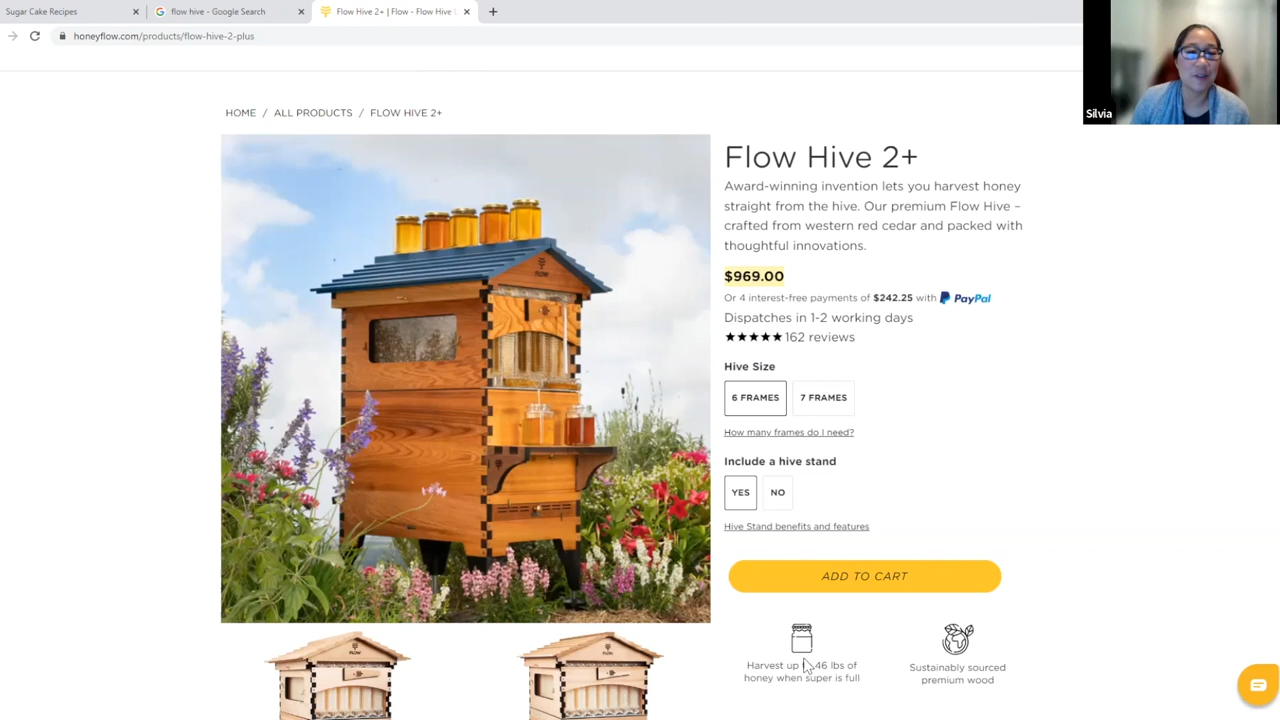 Sugar Cake Recipes
flow hive - Google Search
Flow Hive 2+ | Flow - Flow Hive
honeyflow.com/products/flow-hive-2-plus
Silvia
HOME / ALL PRODUCTS / FLOW HIVE 2+
FLOW
Flow Hive 2+
Award-winning invention lets you harvest honey
straight from the hive. Our premium Flow Hive –
crafted from western red cedar and packed with
thoughtful innovations.
$969.00
Or 4 interest-free payments of $242.25 with PayPal
Dispatches in 1-2 working days
★★★★★ 162 reviews
Hive Size
6 FRAMES 7 FRAMES
How many frames do I need?
Include a hive stand
YES NO
Hive Stand benefits and features
ADD TO CART
Harvest up 46 lbs of
honey when super is full
Sustainably sourced
premium wood
FLOW
FLOW